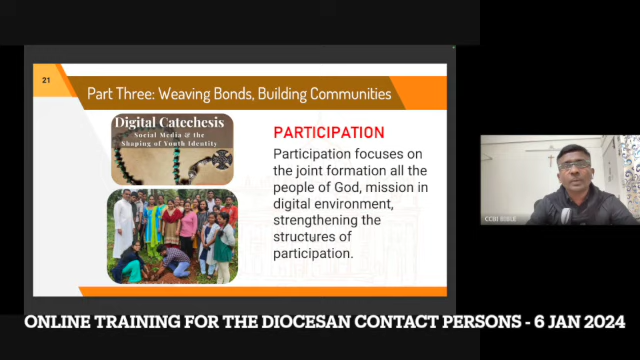 21
Part Three: Weaving Bonds, Building Communities
Digital Catechesis
Social Media & the
Shaping of Youth Identity
PARTICIPATION
Participation focuses on
the joint formation all the
people of God, mission in
digital environment,
strengthening the
structures of
participation.
CCBI BIBLE
ONLINE TRAINING FOR THE DIOCESAN CONTACT PERSONS - 6 JAN 2024